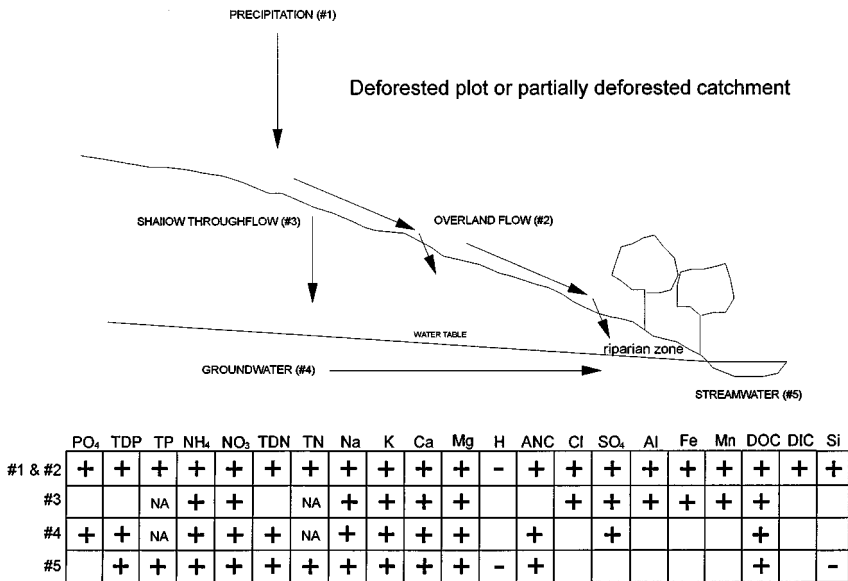 PRECIPITATION (#1)
Deforested plot or partially deforested catchment
SHAllOW THROUGHFLOW (#3)
OVERLAND FLOW (#2)
WATER TABLE
riparian zone
GROUNDWATER (#4)
STREAMWATER (#5)
PO₄ TDP TP NH₄ NO₃ TDN TN Na K Ca Mg H ANC Cl SO₄ Al Fe Mn DOC DIC Si
#1 & #2 + + + + + + + + + + + - + + + + + + + + +
#3 NA + + NA + + + + + + + + + +
#4 + + NA + + + NA + + + + + + +
#5 + + + + + + + + + + - + + -